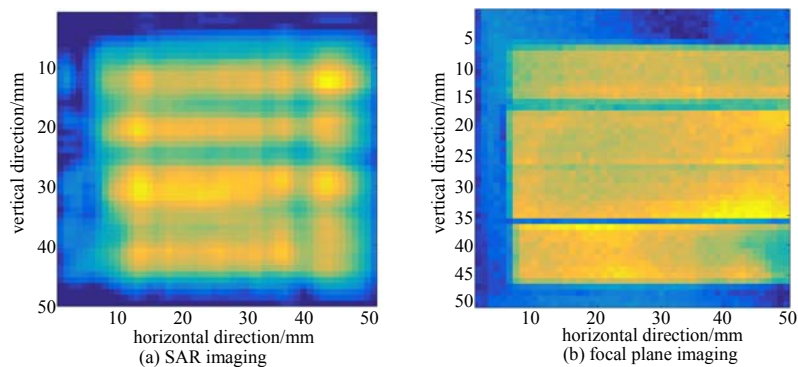 vertical direction/mm
10
20
30
40
50
10 20 30 40 50
horizontal direction/mm
(a) SAR imaging
vertical direction/mm
5
10
15
20
25
30
35
40
45
50
10 20 30 40 50
horizontal direction/mm
(b) focal plane imaging